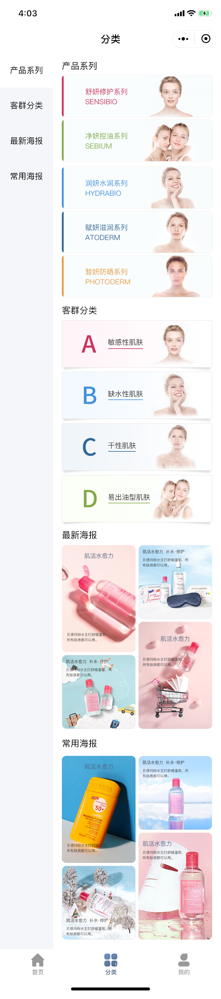 4:03
分类
产品系列
客群分类
最新海报
常用海报
产品系列
舒妍修护系列
SENSIBIO
净妍控油系列
SEBIUM
润妍水润系列
HYDRABIO
赋妍滋润系列
ATODERM
暂妍防晒系列
PHOTODERM
客群分类
A 敏感性肌肤
B 缺水性肌肤
C 干性肌肤
D 易出油型肌肤
最新海报
肌活水愈力
BIODERMA
贝德玛粉水主打舒缓温和,
所有肤质都可以用。
肌活水愈力 补水·修护
贝德玛粉水主打舒缓温和,所
有肤质都可以用。
BIODERMA
肌活水愈力 补水·修护
贝德玛粉水主打舒缓温和,所
有肤质都可以用。
BIODERMA
肌活水愈力
贝德玛粉水主打舒缓温和,
所有肤质都可以用。
常用海报
肌活水愈力
BIODERMA
Photoderm
MAX
50+
贝德玛粉水主打舒缓温和,
所有肤质都可以用。
肌活水愈力 补水·修护
贝德玛粉水主打舒缓温和,所
有肤质都可以用。
BIODERMA
肌活水愈力 补水·修护
贝德玛粉水主打舒缓温和,所
有肤质都可以用。
肌活水愈力
贝德玛粉水主打舒缓温和,
所有肤质都可以用。
BIODERMA
首页
分类
我的